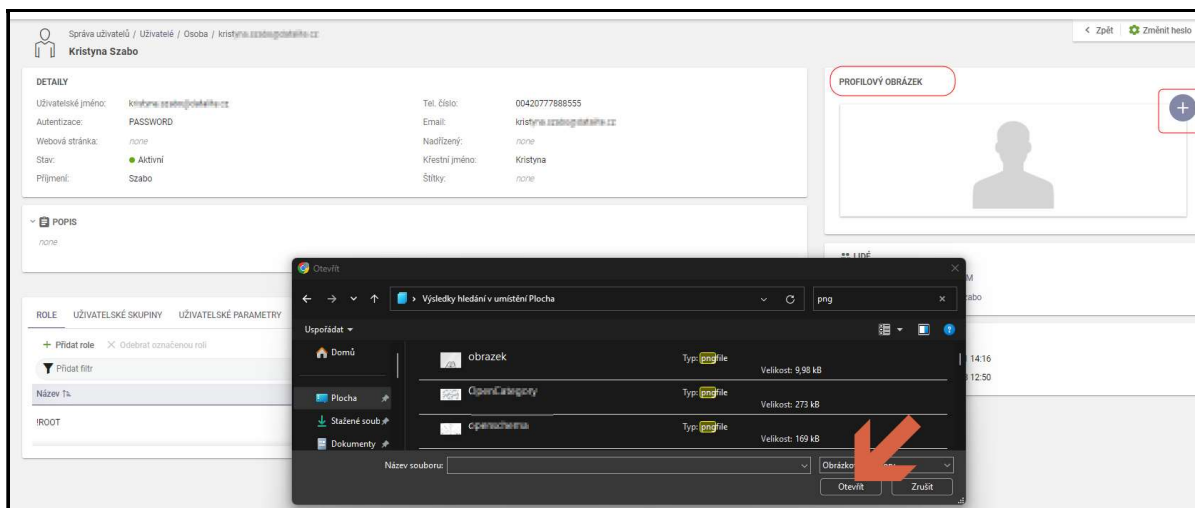 Správa uživatelů / Uživatelé / Osoba /
Kristyna Szabo
Zpět
Změnit heslo
DETAILY
Uživatelské jméno:
Tel. číslo: 00420777888555
Autentizace: PASSWORD
Email:
Webová stránka: none
Nadřízený: none
Stav: Aktivní
Křestní jméno: Kristyna
Příjmení: Szabo
Štítky: none
PROFILOVÝ OBRÁZEK
POPIS
none
LIDÉ
ROLE UŽIVATELSKÉ SKUPINY UŽIVATELSKÉ PARAMETRY
Přidat role Odebrat označenou roli
Přidat filtr
Název
!ROOT
14:16
12:50
Otevřít
Výsledky hledání v umístění Plocha
png
Uspořádat
Domů
Plocha
Stažené soub
Dokumenty
obrazek Typ: pngfile
Velikost: 9,98 kB
OpenCategory Typ: pngfile
Velikost: 273 kB
Typ: pngfile
Velikost: 169 kB
Název souboru:
Otevřít Zrušit